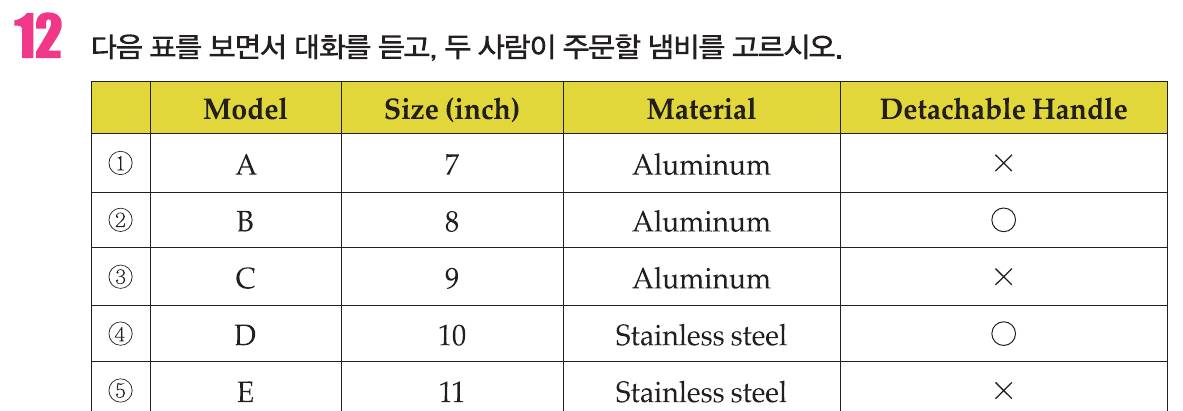 12 다음 표를 보면서 대화를 듣고, 두 사람이 주문할 냄비를 고르시오.
Model Size (inch) Material Detachable Handle
① A 7 Aluminum ×
② B 8 Aluminum ○
③ C 9 Aluminum ×
④ D 10 Stainless steel ○
⑤ E 11 Stainless steel ×